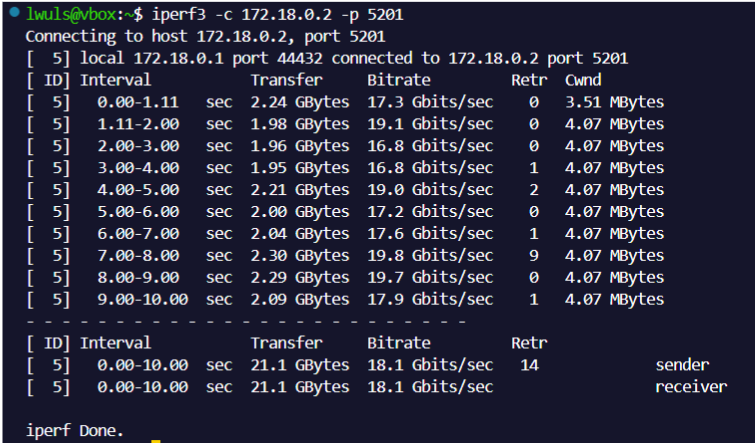 lwuls@vbox:~$ iperf3 -c 172.18.0.2 -p 5201
Connecting to host 172.18.0.2, port 5201
[  5] local 172.18.0.1 port 44432 connected to 172.18.0.2 port 5201
[ ID] Interval           Transfer     Bitrate         Retr  Cwnd
[  5]   0.00-1.11   sec  2.24 GBytes  17.3 Gbits/sec    0   3.51 MBytes
[  5]   1.11-2.00   sec  1.98 GBytes  19.1 Gbits/sec    0   4.07 MBytes
[  5]   2.00-3.00   sec  1.96 GBytes  16.8 Gbits/sec    0   4.07 MBytes
[  5]   3.00-4.00   sec  1.95 GBytes  16.8 Gbits/sec    1   4.07 MBytes
[  5]   4.00-5.00   sec  2.21 GBytes  19.0 Gbits/sec    2   4.07 MBytes
[  5]   5.00-6.00   sec  2.00 GBytes  17.2 Gbits/sec    0   4.07 MBytes
[  5]   6.00-7.00   sec  2.04 GBytes  17.6 Gbits/sec    1   4.07 MBytes
[  5]   7.00-8.00   sec  2.30 GBytes  19.8 Gbits/sec    9   4.07 MBytes
[  5]   8.00-9.00   sec  2.29 GBytes  19.7 Gbits/sec    0   4.07 MBytes
[  5]   9.00-10.00  sec  2.09 GBytes  17.9 Gbits/sec    1   4.07 MBytes
- - - - - - - - - - - - - - - - - - - - - - - - -
[ ID] Interval           Transfer     Bitrate         Retr
[  5]   0.00-10.00  sec  21.1 GBytes  18.1 Gbits/sec   14             sender
[  5]   0.00-10.00  sec  21.1 GBytes  18.1 Gbits/sec                  receiver
iperf Done.